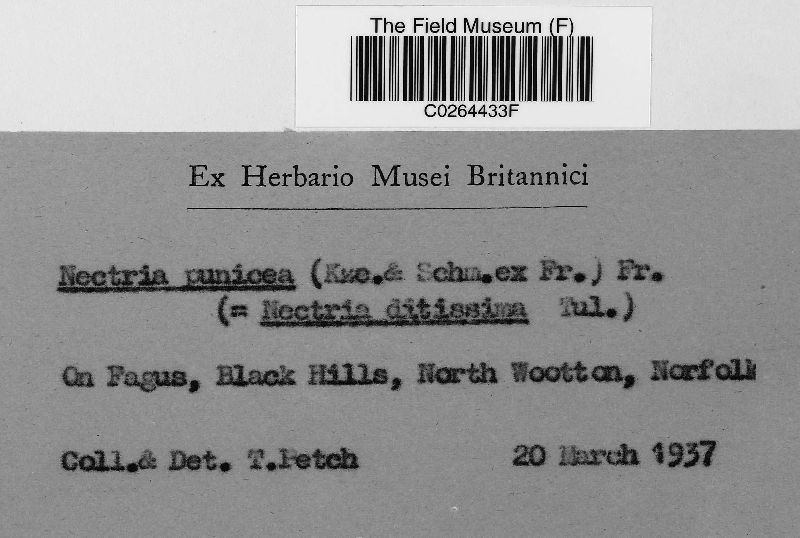 The Field Museum (F)
C0264433F
Ex Herbario Musei Britannici
Nectria punicea (Kze.& Schm.ex Fr.) Fr.
(= Nectria ditissima Tul.)
On Fagus, Black Hills, North Wootton, Norfolk
Coll.& Det. T.Petch 20 March 1937